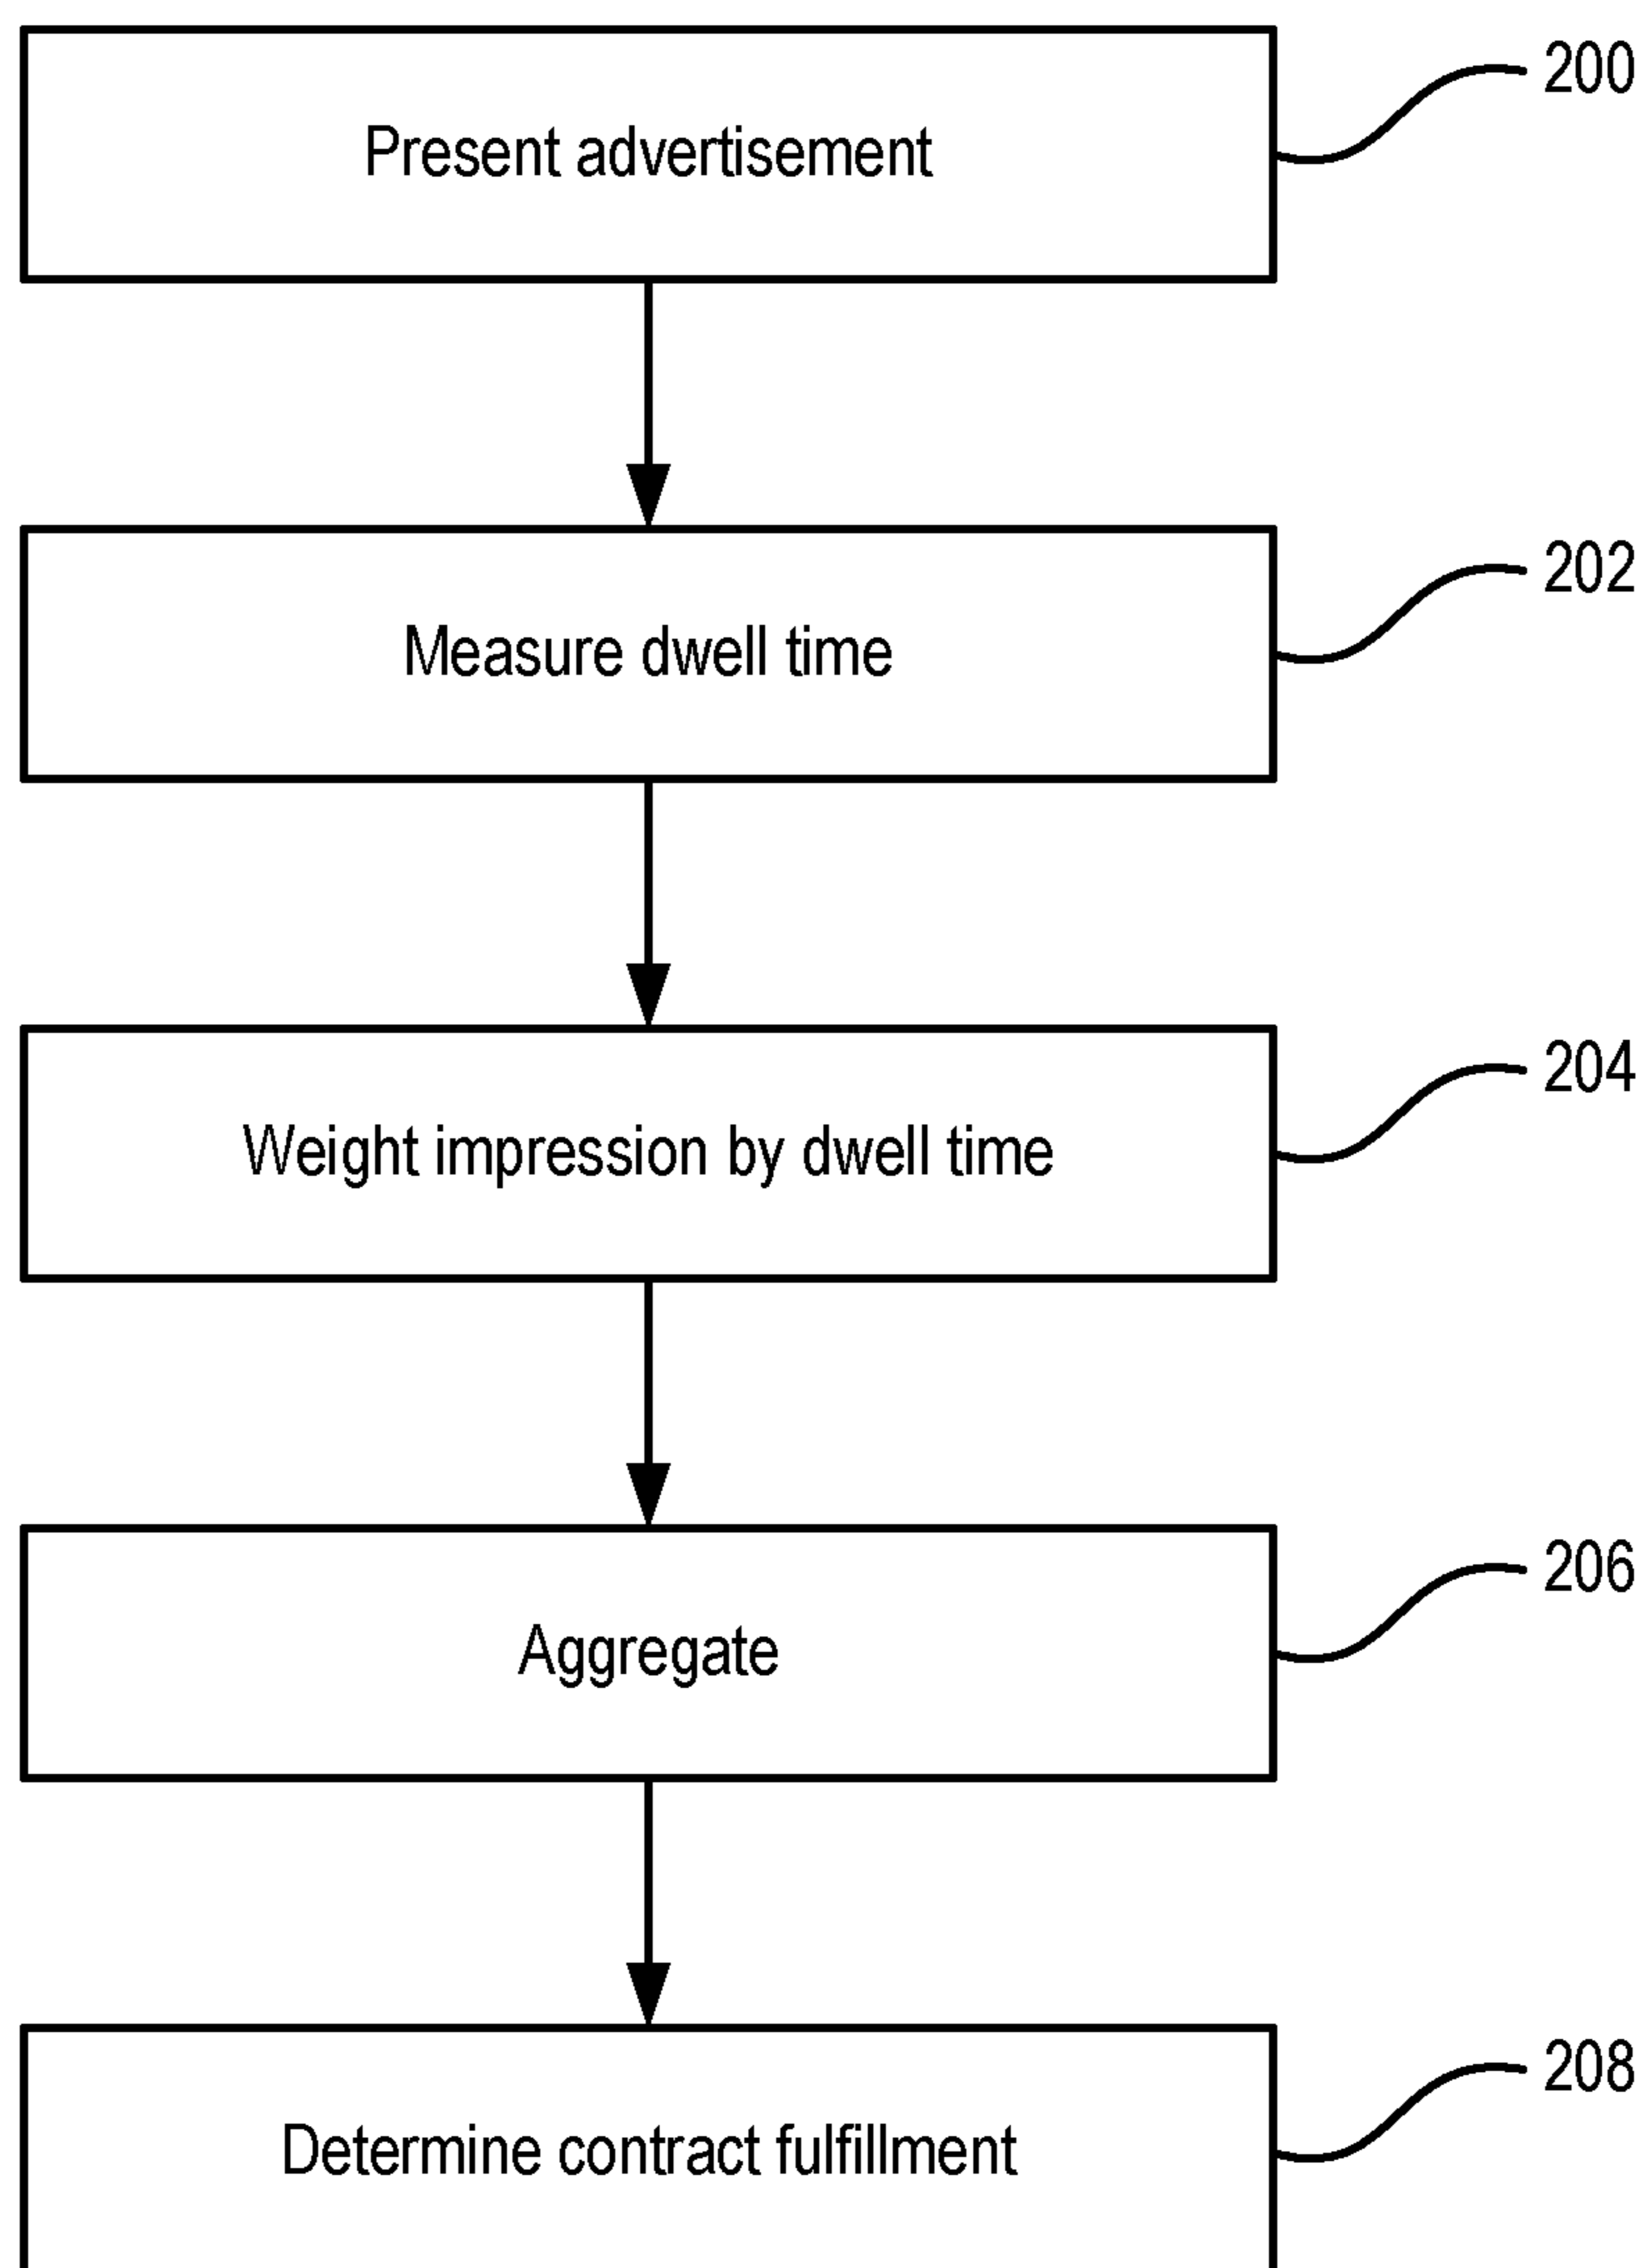 Present advertisement
200
Measure dwell time
202
Weight impression by dwell time
204
Aggregate
206
Determine contract fulfillment
208